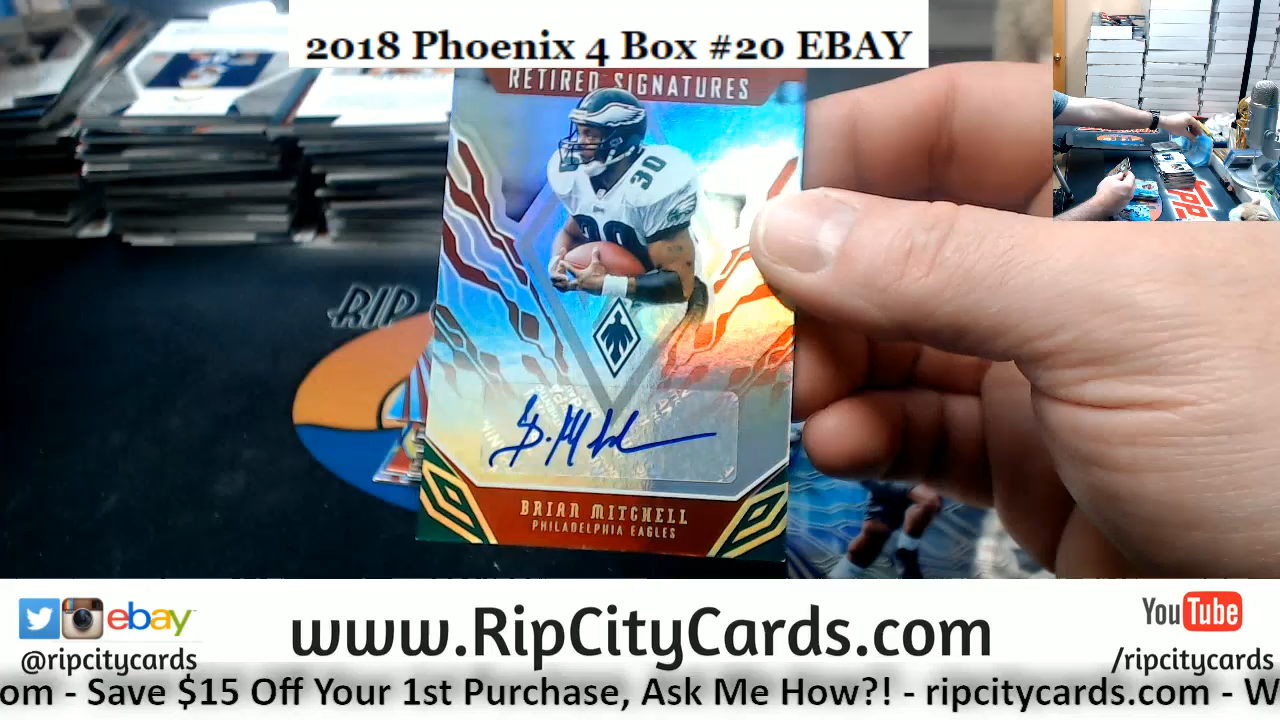 2018 Phoenix 4 Box #20 EBAY
RETIRED SIGNATURES
30
RIP
BRIAN MITCHELL
PHILADELPHIA EAGLES
ebay
@ripcitycards
www.RipCityCards.com
YouTube
/ripcitycards
om - Save $15 Off Your 1st Purchase, Ask Me How?! - ripcitycards.com - W